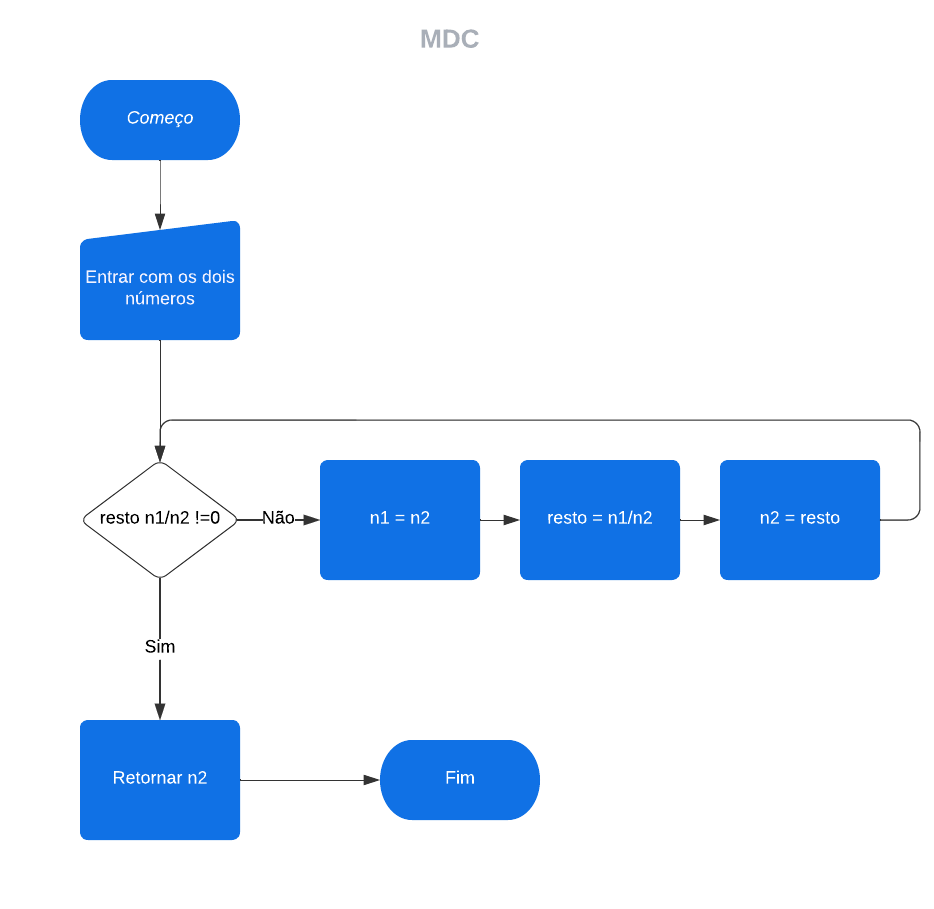 MDC
Começo
Entrar com os dois
números
resto n1/n2 !=0
Não
n1 = n2
resto = n1/n2
n2 = resto
Sim
Retornar n2
Fim